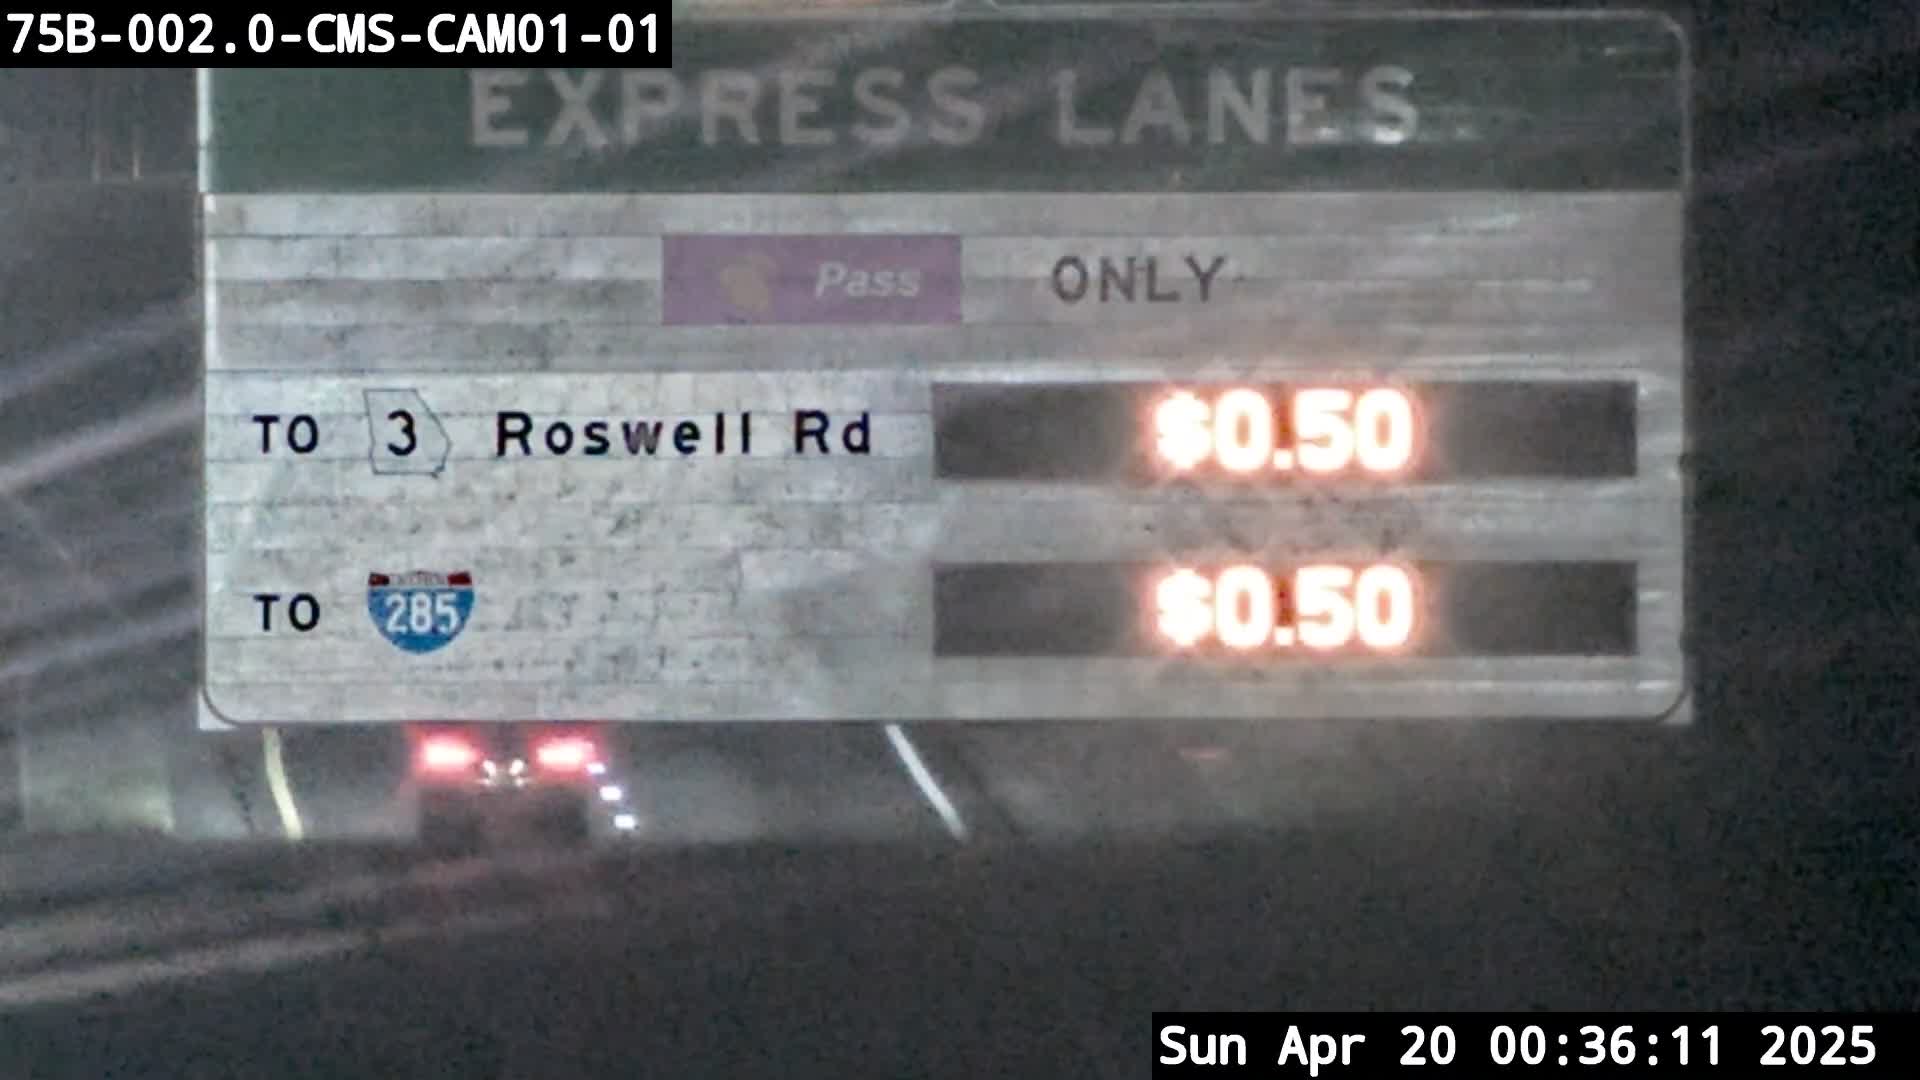 75B-002.0-CMS-CAM01-01
EXPRESS LANES
Pass ONLY
TO 3 Roswell Rd $0.50
TO 285 $0.50
Sun Apr 20 00:36:11 2025